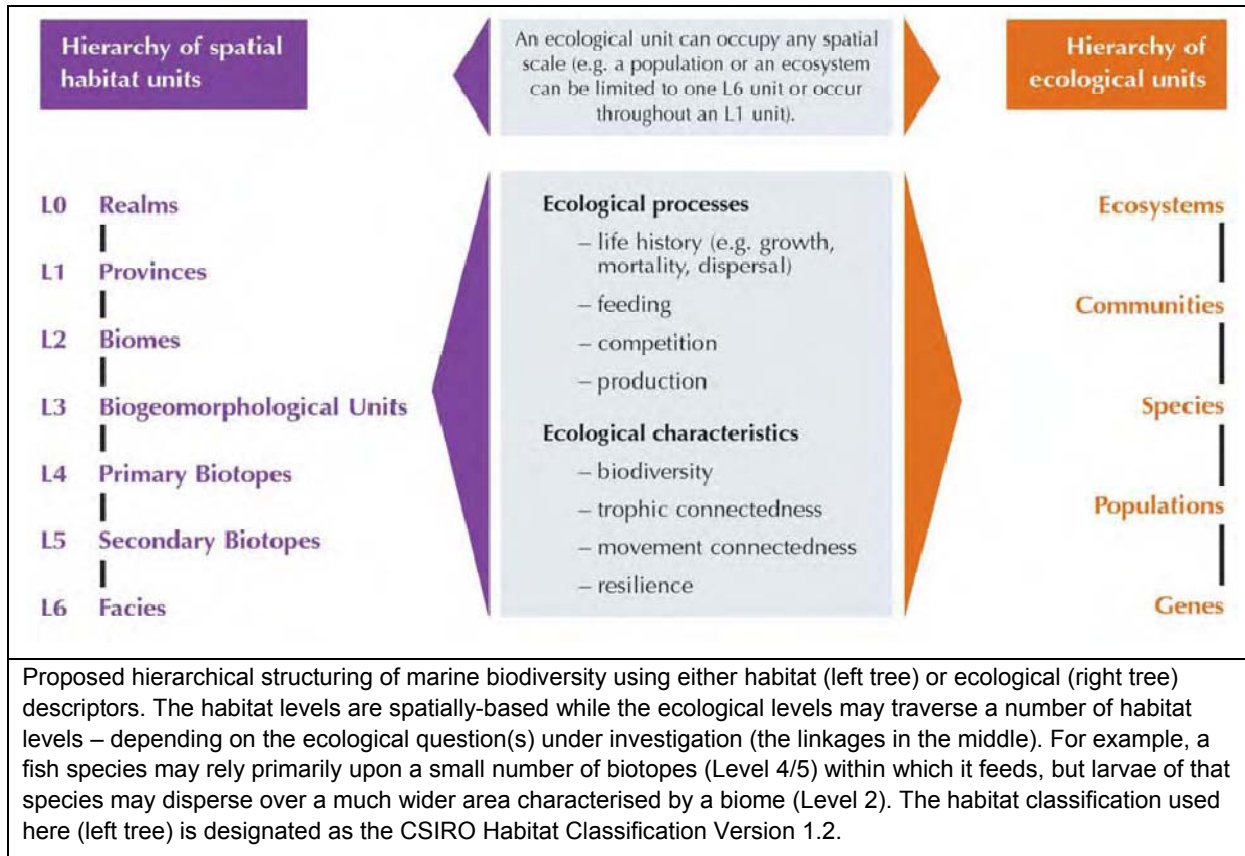 Hierarchy of spatial
habitat units
An ecological unit can occupy any spatial
scale (e.g. a population or an ecosystem
can be limited to one L6 unit or occur
throughout an L1 unit).
Hierarchy of
ecological units
L0 Realms
L1 Provinces
L2 Biomes
L3 Biogeomorphological Units
L4 Primary Biotopes
L5 Secondary Biotopes
L6 Facies
Ecological processes
– life history (e.g. growth,
mortality, dispersal)
– feeding
– competition
– production
Ecological characteristics
– biodiversity
– trophic connectedness
– movement connectedness
– resilience
Ecosystems
Communities
Species
Populations
Genes
Proposed hierarchical structuring of marine biodiversity using either habitat (left tree) or ecological (right tree)
descriptors. The habitat levels are spatially-based while the ecological levels may traverse a number of habitat
levels – depending on the ecological question(s) under investigation (the linkages in the middle). For example, a
fish species may rely primarily upon a small number of biotopes (Level 4/5) within which it feeds, but larvae of that
species may disperse over a much wider area characterised by a biome (Level 2). The habitat classification used
here (left tree) is designated as the CSIRO Habitat Classification Version 1.2.